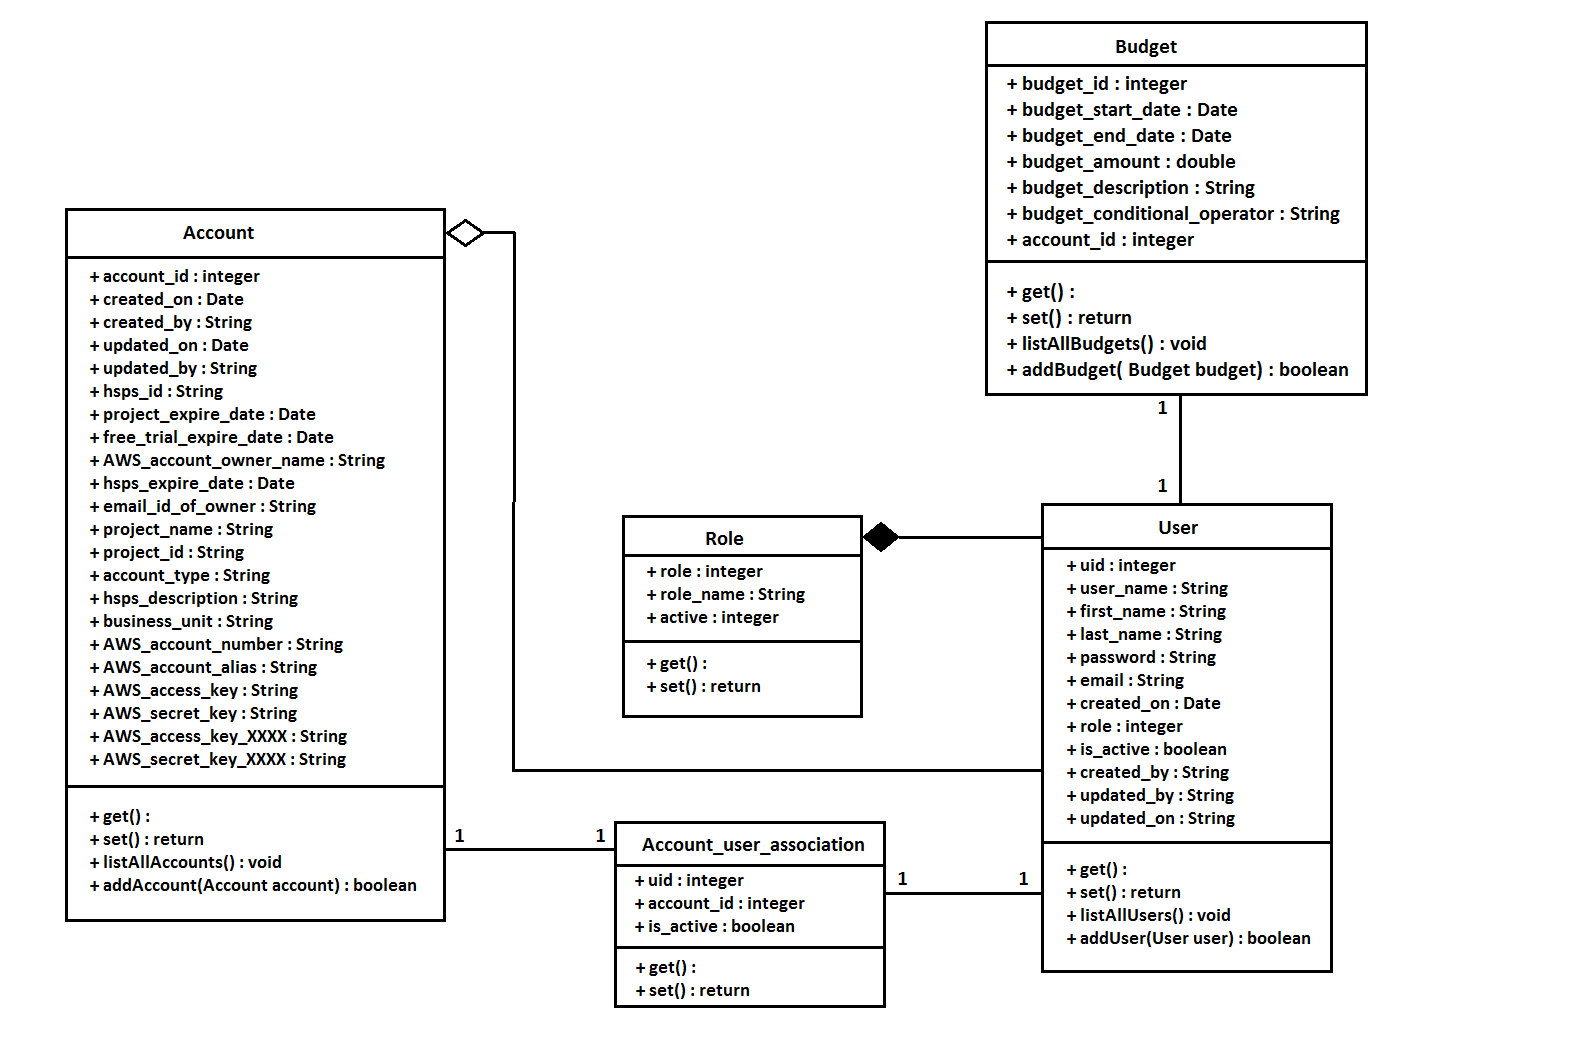 Budget
+ budget_id : integer
+ budget_start_date : Date
+ budget_end_date : Date
+ budget_amount : double
+ budget_description : String
+ budget_conditional_operator : String
+ account_id : integer
+ get() :
+ set() : return
+ listAllBudgets() : void
+ addBudget( Budget budget) : boolean
1
1
Account
+ account_id : integer
+ created_on : Date
+ created_by : String
+ updated_on : Date
+ updated_by : String
+ hsps_id : String
+ project_expire_date : Date
+ free_trial_expire_date : Date
+ AWS_account_owner_name : String
+ hsps_expire_date : Date
+ email_id_of_owner : String
+ project_name : String
+ project_id : String
+ account_type : String
+ hsps_description : String
+ business_unit : String
+ AWS_account_number : String
+ AWS_account_alias : String
+ AWS_access_key : String
+ AWS_secret_key : String
+ AWS_access_key_XXXX : String
+ AWS_secret_key_XXXX : String
+ get() :
+ set() : return
+ listAllAccounts() : void
+ addAccount(Account account) : boolean
1
1
Role
+ role : integer
+ role_name : String
+ active : integer
+ get() :
+ set() : return
Account_user_association
+ uid : integer
+ account_id : integer
+ is_active : boolean
+ get() :
+ set() : return
1
1
User
+ uid : integer
+ user_name : String
+ first_name : String
+ last_name : String
+ password : String
+ email : String
+ created_on : Date
+ role : integer
+ is_active : boolean
+ created_by : String
+ updated_by : String
+ updated_on : String
+ get() :
+ set() : return
+ listAllUsers() : void
+ addUser(User user) : boolean